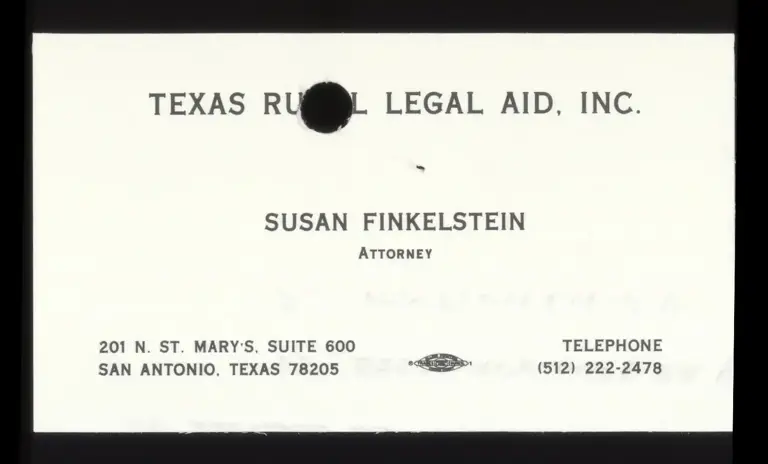 TEXAS RU L LEGAL AID, INC.
SUSAN FINKELSTEIN
ATTORNEY
201 N. ST. MARY'S, SUITE 600
SAN ANTONIO, TEXAS 78205
TELEPHONE
(512) 222-2478